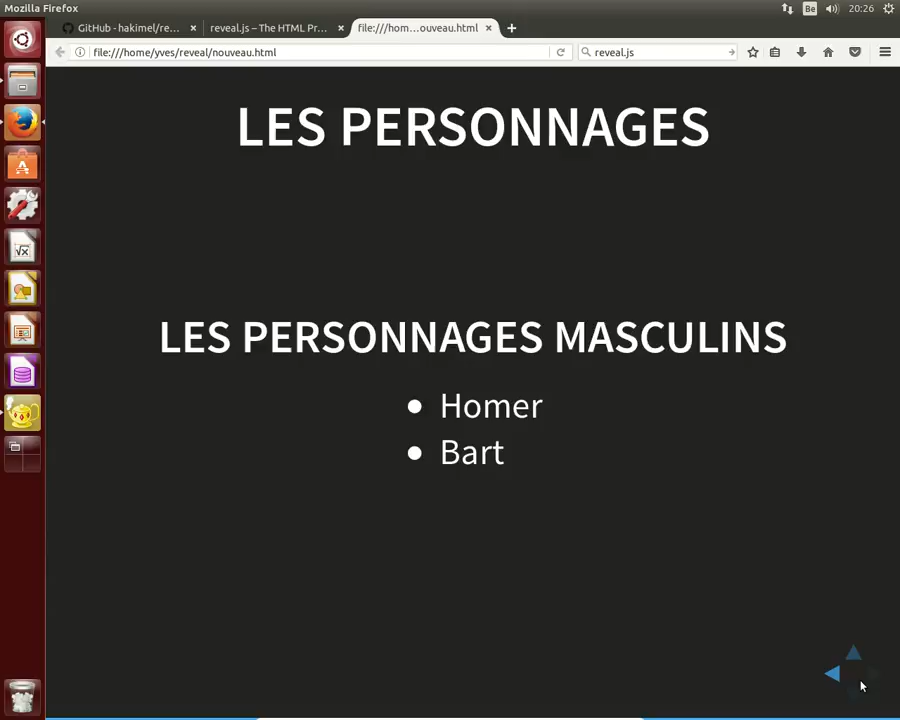 Mozilla Firefox
Be
20:26
GitHub - hakimel/re...
reveal.js – The HTML Pr...
file:///hom...ouveau.html
file:///home/yves/reveal/nouveau.html
reveal.js
LES PERSONNAGES
LES PERSONNAGES MASCULINS
Homer
Bart